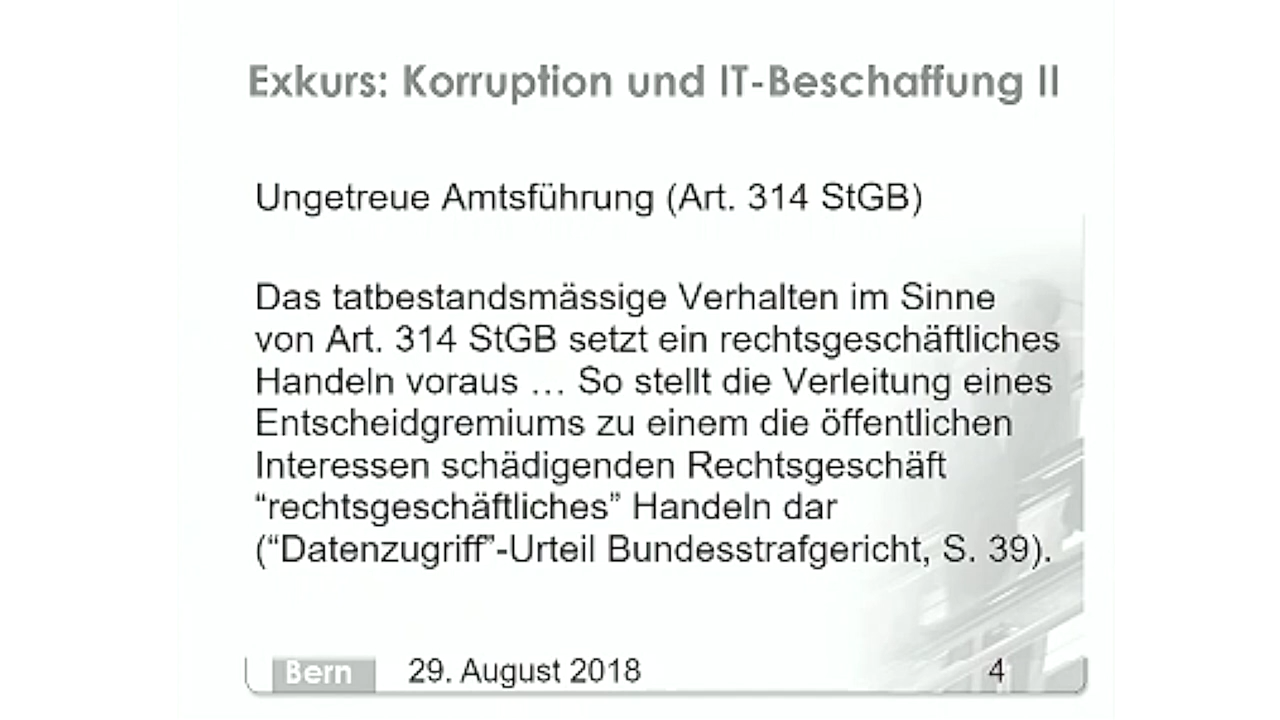 Exkurs: Korruption und IT-Beschaffung II
Ungetreue Amtsführung (Art. 314 StGB)
Das tatbestandsmässige Verhalten im Sinne
von Art. 314 StGB setzt ein rechtsgeschäftliches
Handeln voraus … So stellt die Verleitung eines
Entscheidgremiums zu einem die öffentlichen
Interessen schädigenden Rechtsgeschäft
“rechtsgeschäftliches” Handeln dar
(“Datenzugriff”-Urteil Bundesstrafgericht, S. 39).
Bern 29. August 2018 4